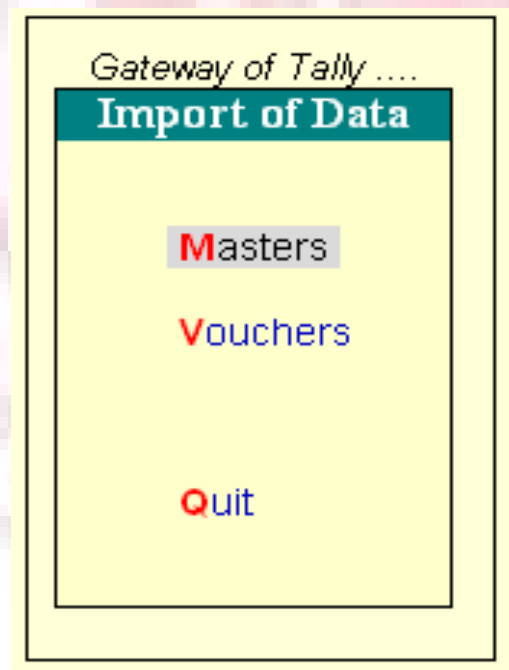 Gateway of Tally ....
Import of Data
Masters
Vouchers
Quit